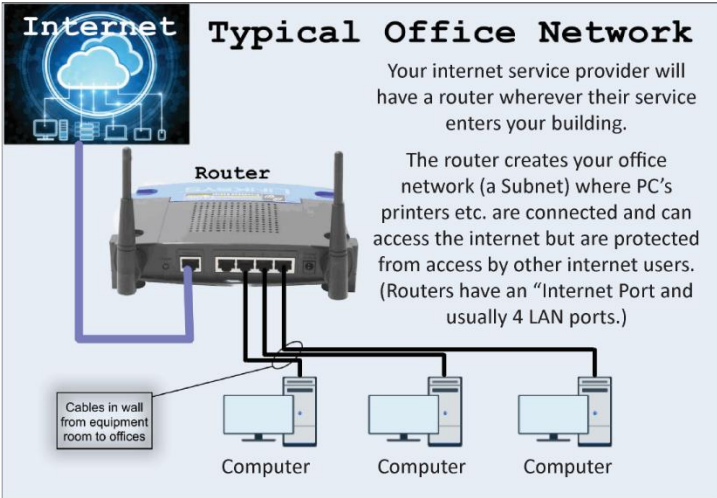 Internet
Typical Office Network
Your internet service provider will
have a router wherever their service
enters your building.
The router creates your office
network (a Subnet) where PC's
printers etc. are connected and can
access the internet but are protected
from access by other internet users.
(Routers have an “Internet Port and
usually 4 LAN ports.)
Router
LINKSYS
Cables in wall
from equipment
room to offices
Computer
Computer
Computer